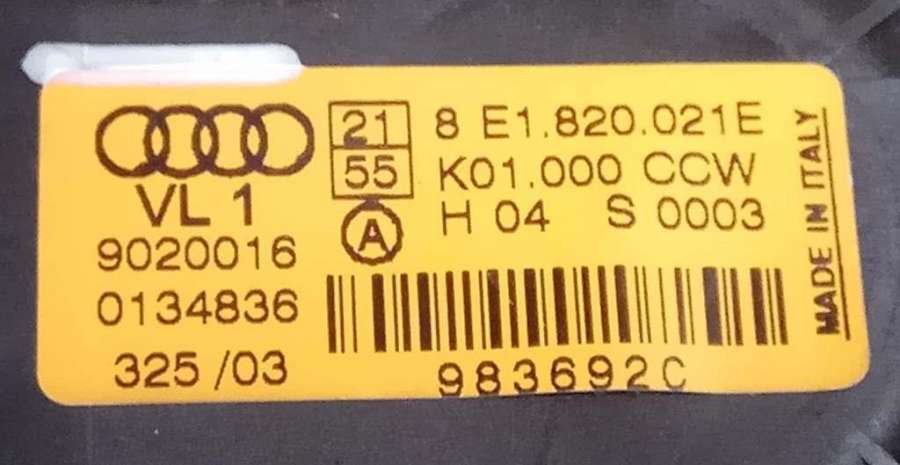 VL 1
9020016
0134836
325 /03
21
55
A
8 E1.820.021E
K01.000 CCW
H 04 S 0003
983692C
MADE IN ITALY